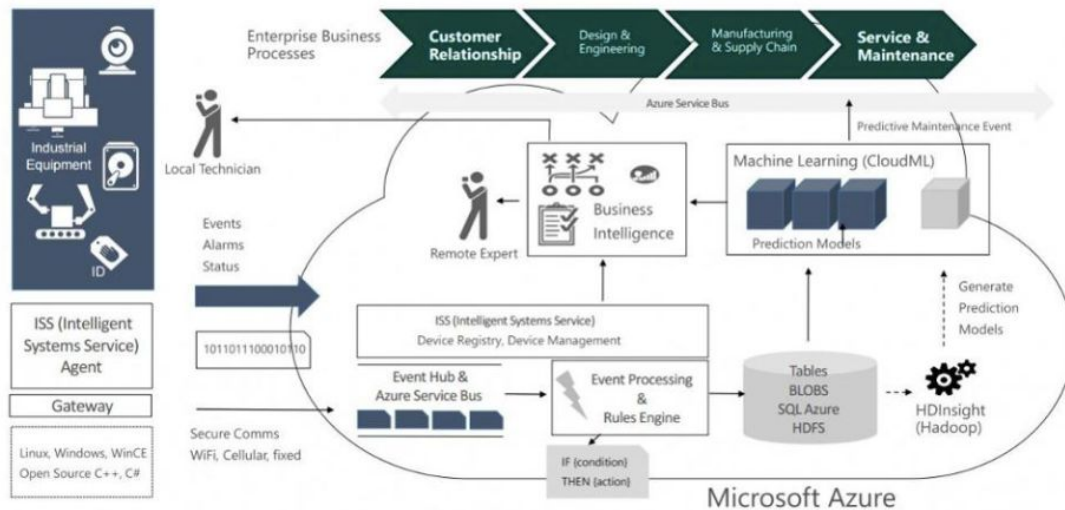 Enterprise Business
Processes
Customer
Relationship
Design &
Engineering
Manufacturing
& Supply Chain
Service &
Maintenance
Azure Service Bus
Predictive Maintenance Event
Industrial
Equipment
ID
Local Technician
Remote Expert
Business
Intelligence
Machine Learning (CloudML)
Prediction Models
Events
Alarms
Status
Generate
Prediction
Models
ISS (Intelligent
Systems Service)
Agent
1011011100010110
ISS (Intelligent Systems Service)
Device Registry, Device Management
Event Hub &
Azure Service Bus
Event Processing
&
Rules Engine
Tables
BLOBS
SQL Azure
HDFS
HDInsight
(Hadoop)
Gateway
Secure Comms
WiFi, Cellular, fixed
Linux, Windows, WinCE
Open Source C++, C#
IF (condition)
THEN (action)
Microsoft Azure